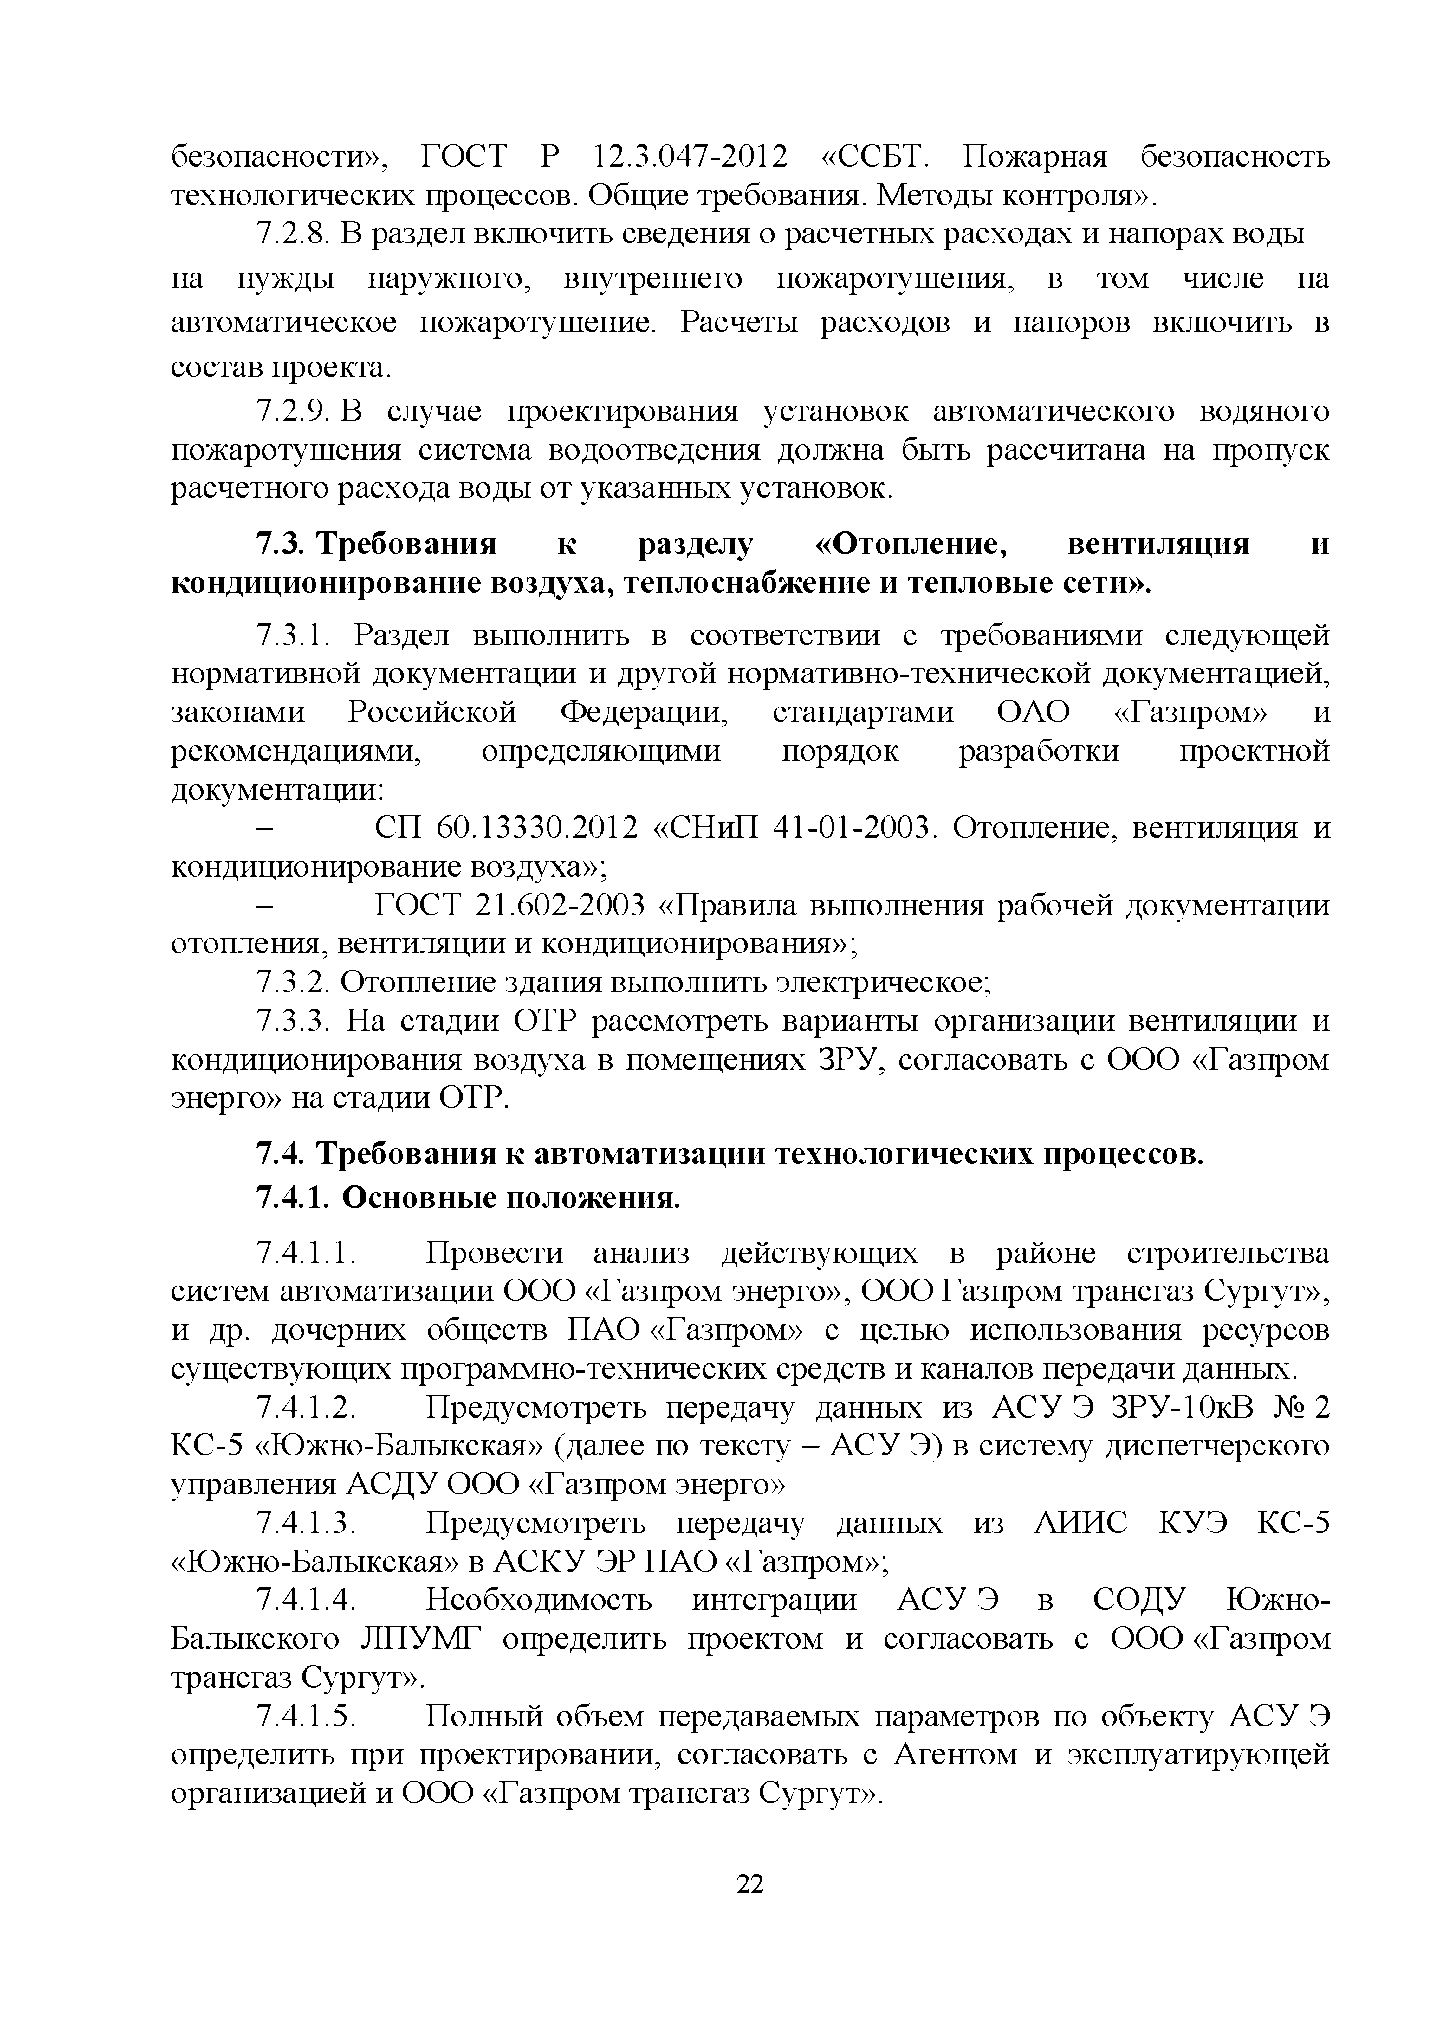 безопасности», ГОСТ Р 12.3.047-2012 «ССБТ. Пожарная безопасность
технологических процессов. Общие требования. Методы контроля».
7.2.8. В раздел включить сведения о расчетных расходах и напорах воды
на нужды наружного, внутреннего пожаротушения, в том числе на
автоматическое пожаротушение. Расчеты расходов и напоров включить в
состав проекта.
7.2.9. В случае проектирования установок автоматического водяного
пожаротушения система водоотведения должна быть рассчитана на пропуск
расчетного расхода воды от указанных установок.
7.3. Требования к разделу «Отопление, вентиляция и
кондиционирование воздуха, теплоснабжение и тепловые сети».
7.3.1. Раздел выполнить в соответствии с требованиями следующей
нормативной документации и другой нормативно-технической документацией,
законами Российской Федерации, стандартами ОАО «Газпром» и
рекомендациями, определяющими порядок разработки проектной
документации:
– СП 60.13330.2012 «СНиП 41-01-2003. Отопление, вентиляция и
кондиционирование воздуха»;
– ГОСТ 21.602-2003 «Правила выполнения рабочей документации
отопления, вентиляции и кондиционирования»;
7.3.2. Отопление здания выполнить электрическое;
7.3.3. На стадии ОТР рассмотреть варианты организации вентиляции и
кондиционирования воздуха в помещениях ЗРУ, согласовать с ООО «Газпром
энерго» на стадии ОТР.
7.4. Требования к автоматизации технологических процессов.
7.4.1. Основные положения.
7.4.1.1. Провести анализ действующих в районе строительства
систем автоматизации ООО «Газпром энерго», ООО Газпром трансгаз Сургут»,
и др. дочерних обществ ПАО «Газпром» с целью использования ресурсов
существующих программно-технических средств и каналов передачи данных.
7.4.1.2. Предусмотреть передачу данных из АСУ Э ЗРУ-10кВ № 2
КС-5 «Южно-Балыкская» (далее по тексту – АСУ Э) в систему диспетчерского
управления АСДУ ООО «Газпром энерго»
7.4.1.3. Предусмотреть передачу данных из АИИС КУЭ КС-5
«Южно-Балыкская» в АСКУ ЭР ПАО «Газпром»;
7.4.1.4. Необходимость интеграции АСУ Э в СОДУ Южно-
Балыкского ЛПУМГ определить проектом и согласовать с ООО «Газпром
трансгаз Сургут».
7.4.1.5. Полный объем передаваемых параметров по объекту АСУ Э
определить при проектировании, согласовать с Агентом и эксплуатирующей
организацией и ООО «Газпром трансгаз Сургут».
22